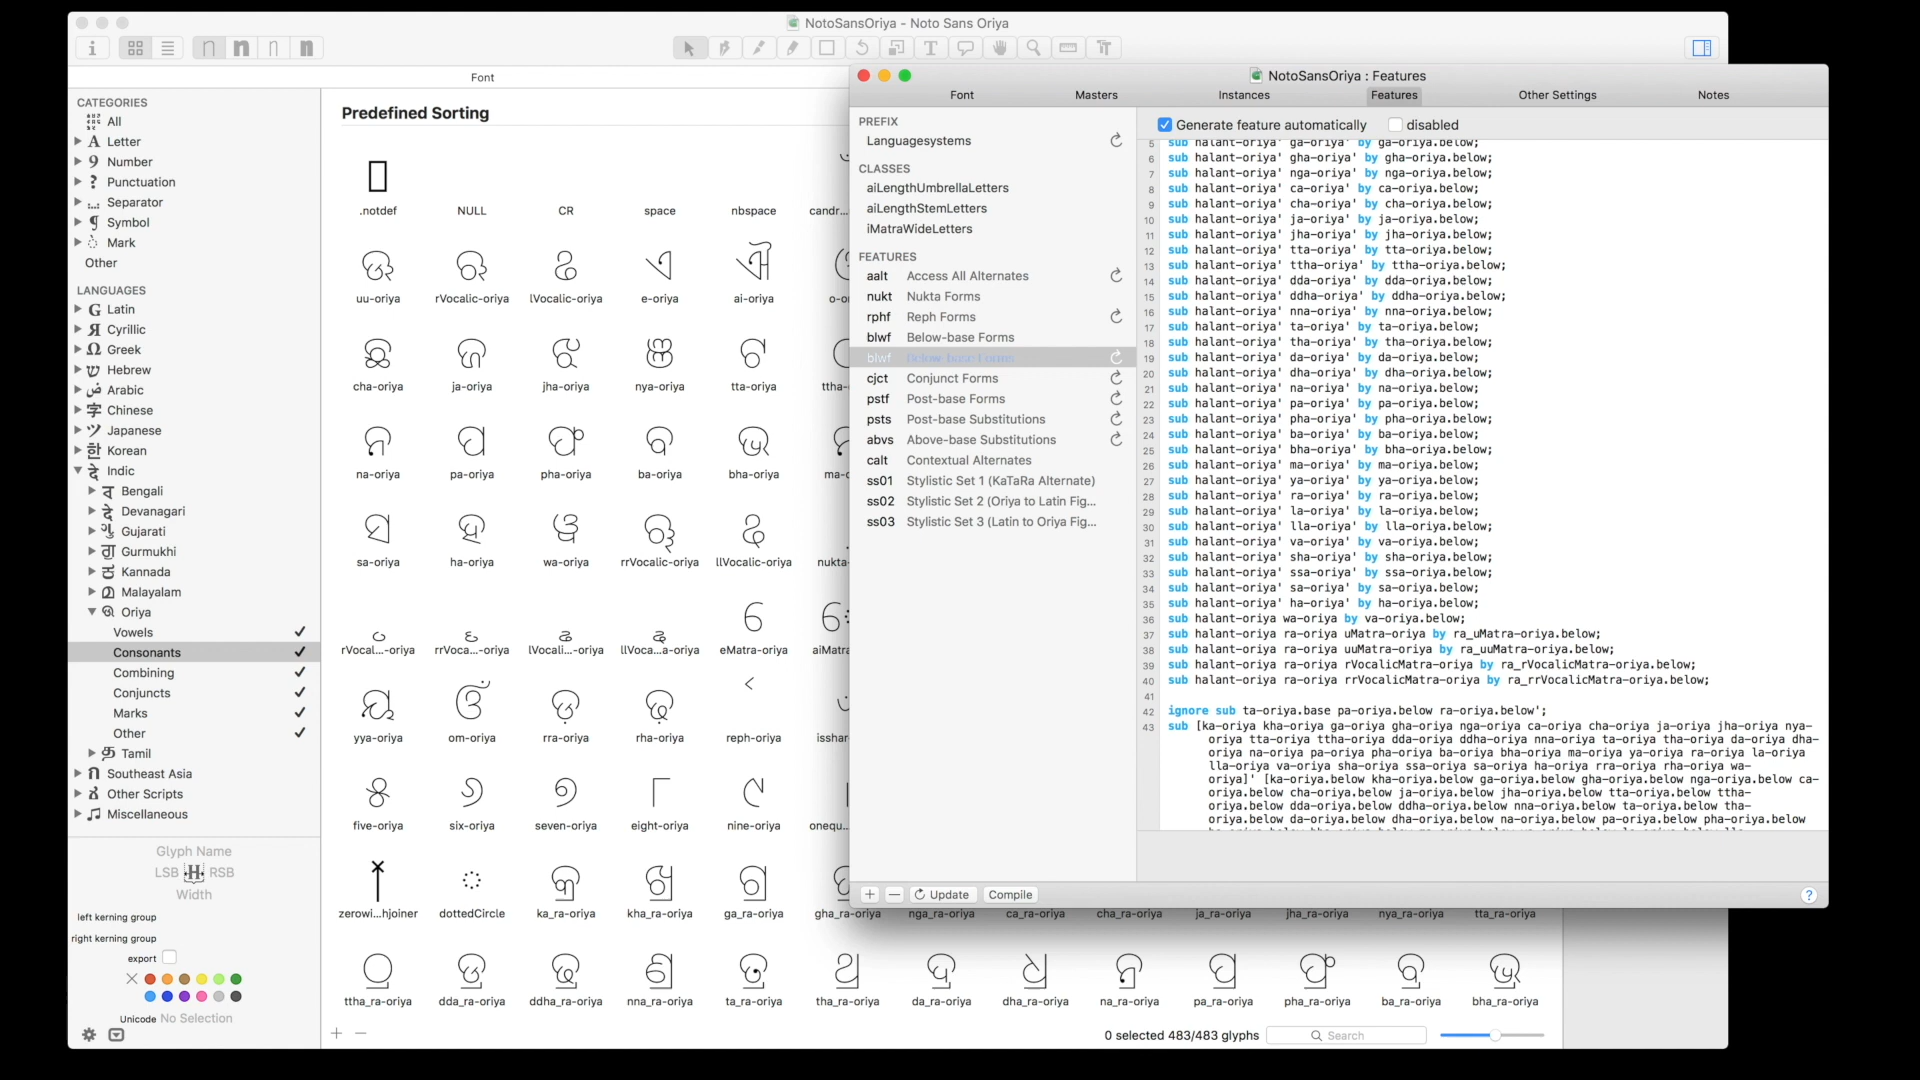 NotoSansOriya - Noto Sans Oriya
Font
CATEGORIES
All
Letter
Number
Punctuation
Separator
Symbol
Mark
Other
LANGUAGES
Latin
Cyrillic
Greek
Hebrew
Arabic
Chinese
Japanese
Korean
Indic
Bengali
Devanagari
Gujarati
Gurmukhi
Kannada
Malayalam
Oriya
Vowels
Consonants
Combining
Conjuncts
Marks
Other
Tamil
Southeast Asia
Other Scripts
Miscellaneous
Glyph Name
LSB H RSB
Width
left kerning group
right kerning group
export
Unicode No Selection
Predefined Sorting
.notdef NULL CR space nbspace candr...
uu-oriya rVocalic-oriya lVocalic-oriya e-oriya ai-oriya
cha-oriya ja-oriya jha-oriya nya-oriya tta-oriya
na-oriya pa-oriya pha-oriya ba-oriya bha-oriya
sa-oriya ha-oriya wa-oriya rrVocalic-oriya llVocalic-oriya
rVocal...-oriya rrVoca...-oriya lVocali...-oriya llVoca...a-oriya eMatra-oriya
yya-oriya om-oriya rra-oriya rha-oriya reph-oriya
five-oriya six-oriya seven-oriya eight-oriya nine-oriya
zerowi...hjoiner dottedCircle ka_ra-oriya kha_ra-oriya ga_ra-oriya gha_ra-oriya nga_ra-oriya ca_ra-oriya cha_ra-oriya ja_ra-oriya jha_ra-oriya nya_ra-oriya tta_ra-oriya
ttha_ra-oriya dda_ra-oriya ddha_ra-oriya nna_ra-oriya ta_ra-oriya tha_ra-oriya da_ra-oriya dha_ra-oriya na_ra-oriya pa_ra-oriya pha_ra-oriya ba_ra-oriya bha_ra-oriya
0 selected 483/483 glyphs Search
NotoSansOriya : Features
Font Masters Instances Features Other Settings Notes
PREFIX
Languagesystems
CLASSES
aiLengthUmbrellaLetters
aiLengthStemLetters
iMatraWideLetters
FEATURES
aalt Access All Alternates
nukt Nukta Forms
rphf Reph Forms
blwf Below-base Forms
blwf Below-base Forms
cjct Conjunct Forms
pstf Post-base Forms
psts Post-base Substitutions
abvs Above-base Substitutions
calt Contextual Alternates
ss01 Stylistic Set 1 (KaTaRa Alternate)
ss02 Stylistic Set 2 (Oriya to Latin Fig...
ss03 Stylistic Set 3 (Latin to Oriya Fig...
Update Compile
Generate feature automatically disabled
5 sub halant-oriya' ga-oriya' by ga-oriya.below;
6 sub halant-oriya' gha-oriya' by gha-oriya.below;
7 sub halant-oriya' nga-oriya' by nga-oriya.below;
8 sub halant-oriya' ca-oriya' by ca-oriya.below;
9 sub halant-oriya' cha-oriya' by cha-oriya.below;
10 sub halant-oriya' ja-oriya' by ja-oriya.below;
11 sub halant-oriya' jha-oriya' by jha-oriya.below;
12 sub halant-oriya' tta-oriya' by tta-oriya.below;
13 sub halant-oriya' ttha-oriya' by ttha-oriya.below;
14 sub halant-oriya' dda-oriya' by dda-oriya.below;
15 sub halant-oriya' ddha-oriya' by ddha-oriya.below;
16 sub halant-oriya' nna-oriya' by nna-oriya.below;
17 sub halant-oriya' ta-oriya' by ta-oriya.below;
18 sub halant-oriya' tha-oriya' by tha-oriya.below;
19 sub halant-oriya' da-oriya' by da-oriya.below;
20 sub halant-oriya' dha-oriya' by dha-oriya.below;
21 sub halant-oriya' na-oriya' by na-oriya.below;
22 sub halant-oriya' pa-oriya' by pa-oriya.below;
23 sub halant-oriya' pha-oriya' by pha-oriya.below;
24 sub halant-oriya' ba-oriya' by ba-oriya.below;
25 sub halant-oriya' bha-oriya' by bha-oriya.below;
26 sub halant-oriya' ma-oriya' by ma-oriya.below;
27 sub halant-oriya' ya-oriya' by ya-oriya.below;
28 sub halant-oriya' ra-oriya' by ra-oriya.below;
29 sub halant-oriya' la-oriya' by la-oriya.below;
30 sub halant-oriya' lla-oriya' by lla-oriya.below;
31 sub halant-oriya' va-oriya' by va-oriya.below;
32 sub halant-oriya' sha-oriya' by sha-oriya.below;
33 sub halant-oriya' ssa-oriya' by ssa-oriya.below;
34 sub halant-oriya' sa-oriya' by sa-oriya.below;
35 sub halant-oriya' ha-oriya' by ha-oriya.below;
36 sub halant-oriya wa-oriya by va-oriya.below;
37 sub halant-oriya ra-oriya uMatra-oriya by ra_uMatra-oriya.below;
38 sub halant-oriya ra-oriya uuMatra-oriya by ra_uuMatra-oriya.below;
39 sub halant-oriya ra-oriya rVocalicMatra-oriya by ra_rVocalicMatra-oriya.below;
40 sub halant-oriya ra-oriya rrVocalicMatra-oriya by ra_rrVocalicMatra-oriya.below;
41
42 ignore sub ta-oriya.base pa-oriya.below ra-oriya.below';
43 sub [ka-oriya kha-oriya ga-oriya gha-oriya nga-oriya ca-oriya cha-oriya ja-oriya jha-oriya nya-
oriya tta-oriya ttha-oriya dda-oriya ddha-oriya nna-oriya ta-oriya tha-oriya da-oriya dha-
oriya na-oriya pa-oriya pha-oriya ba-oriya bha-oriya ma-oriya ya-oriya ra-oriya la-oriya
lla-oriya va-oriya sha-oriya ssa-oriya sa-oriya ha-oriya rra-oriya rha-oriya wa-
oriya]' [ka-oriya.below kha-oriya.below ga-oriya.below gha-oriya.below nga-oriya.below ca-
oriya.below cha-oriya.below ja-oriya.below jha-oriya.below tta-oriya.below ttha-
oriya.below dda-oriya.below ddha-oriya.below nna-oriya.below ta-oriya.below tha-
oriya.below da-oriya.below dha-oriya.below na-oriya.below pa-oriya.below pha-oriya.below